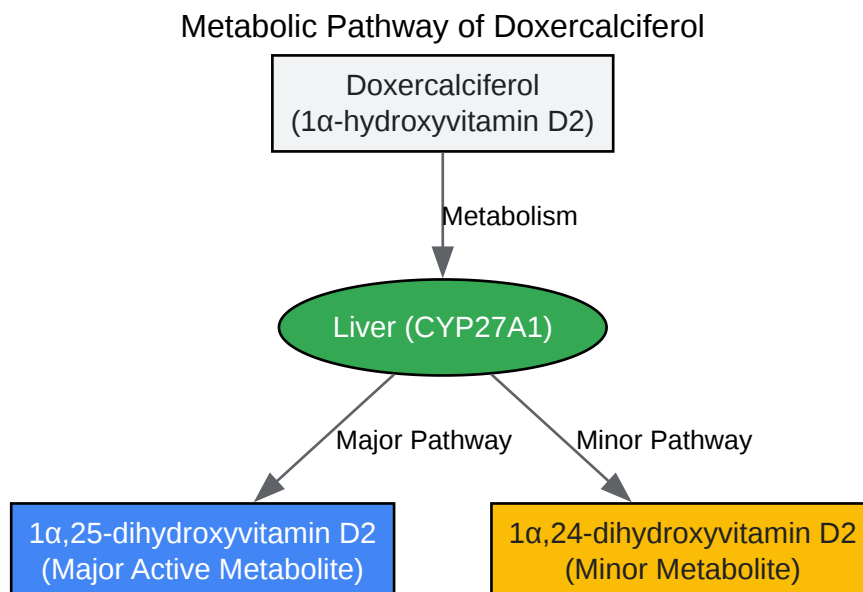 Metabolic Pathway of Doxercalciferol
Doxercalciferol
(1α-hydroxyvitamin D2)
Metabolism
Liver (CYP27A1)
Major Pathway
Minor Pathway
1α,25-dihydroxyvitamin D2
(Major Active Metabolite)
1α,24-dihydroxyvitamin D2
(Minor Metabolite)